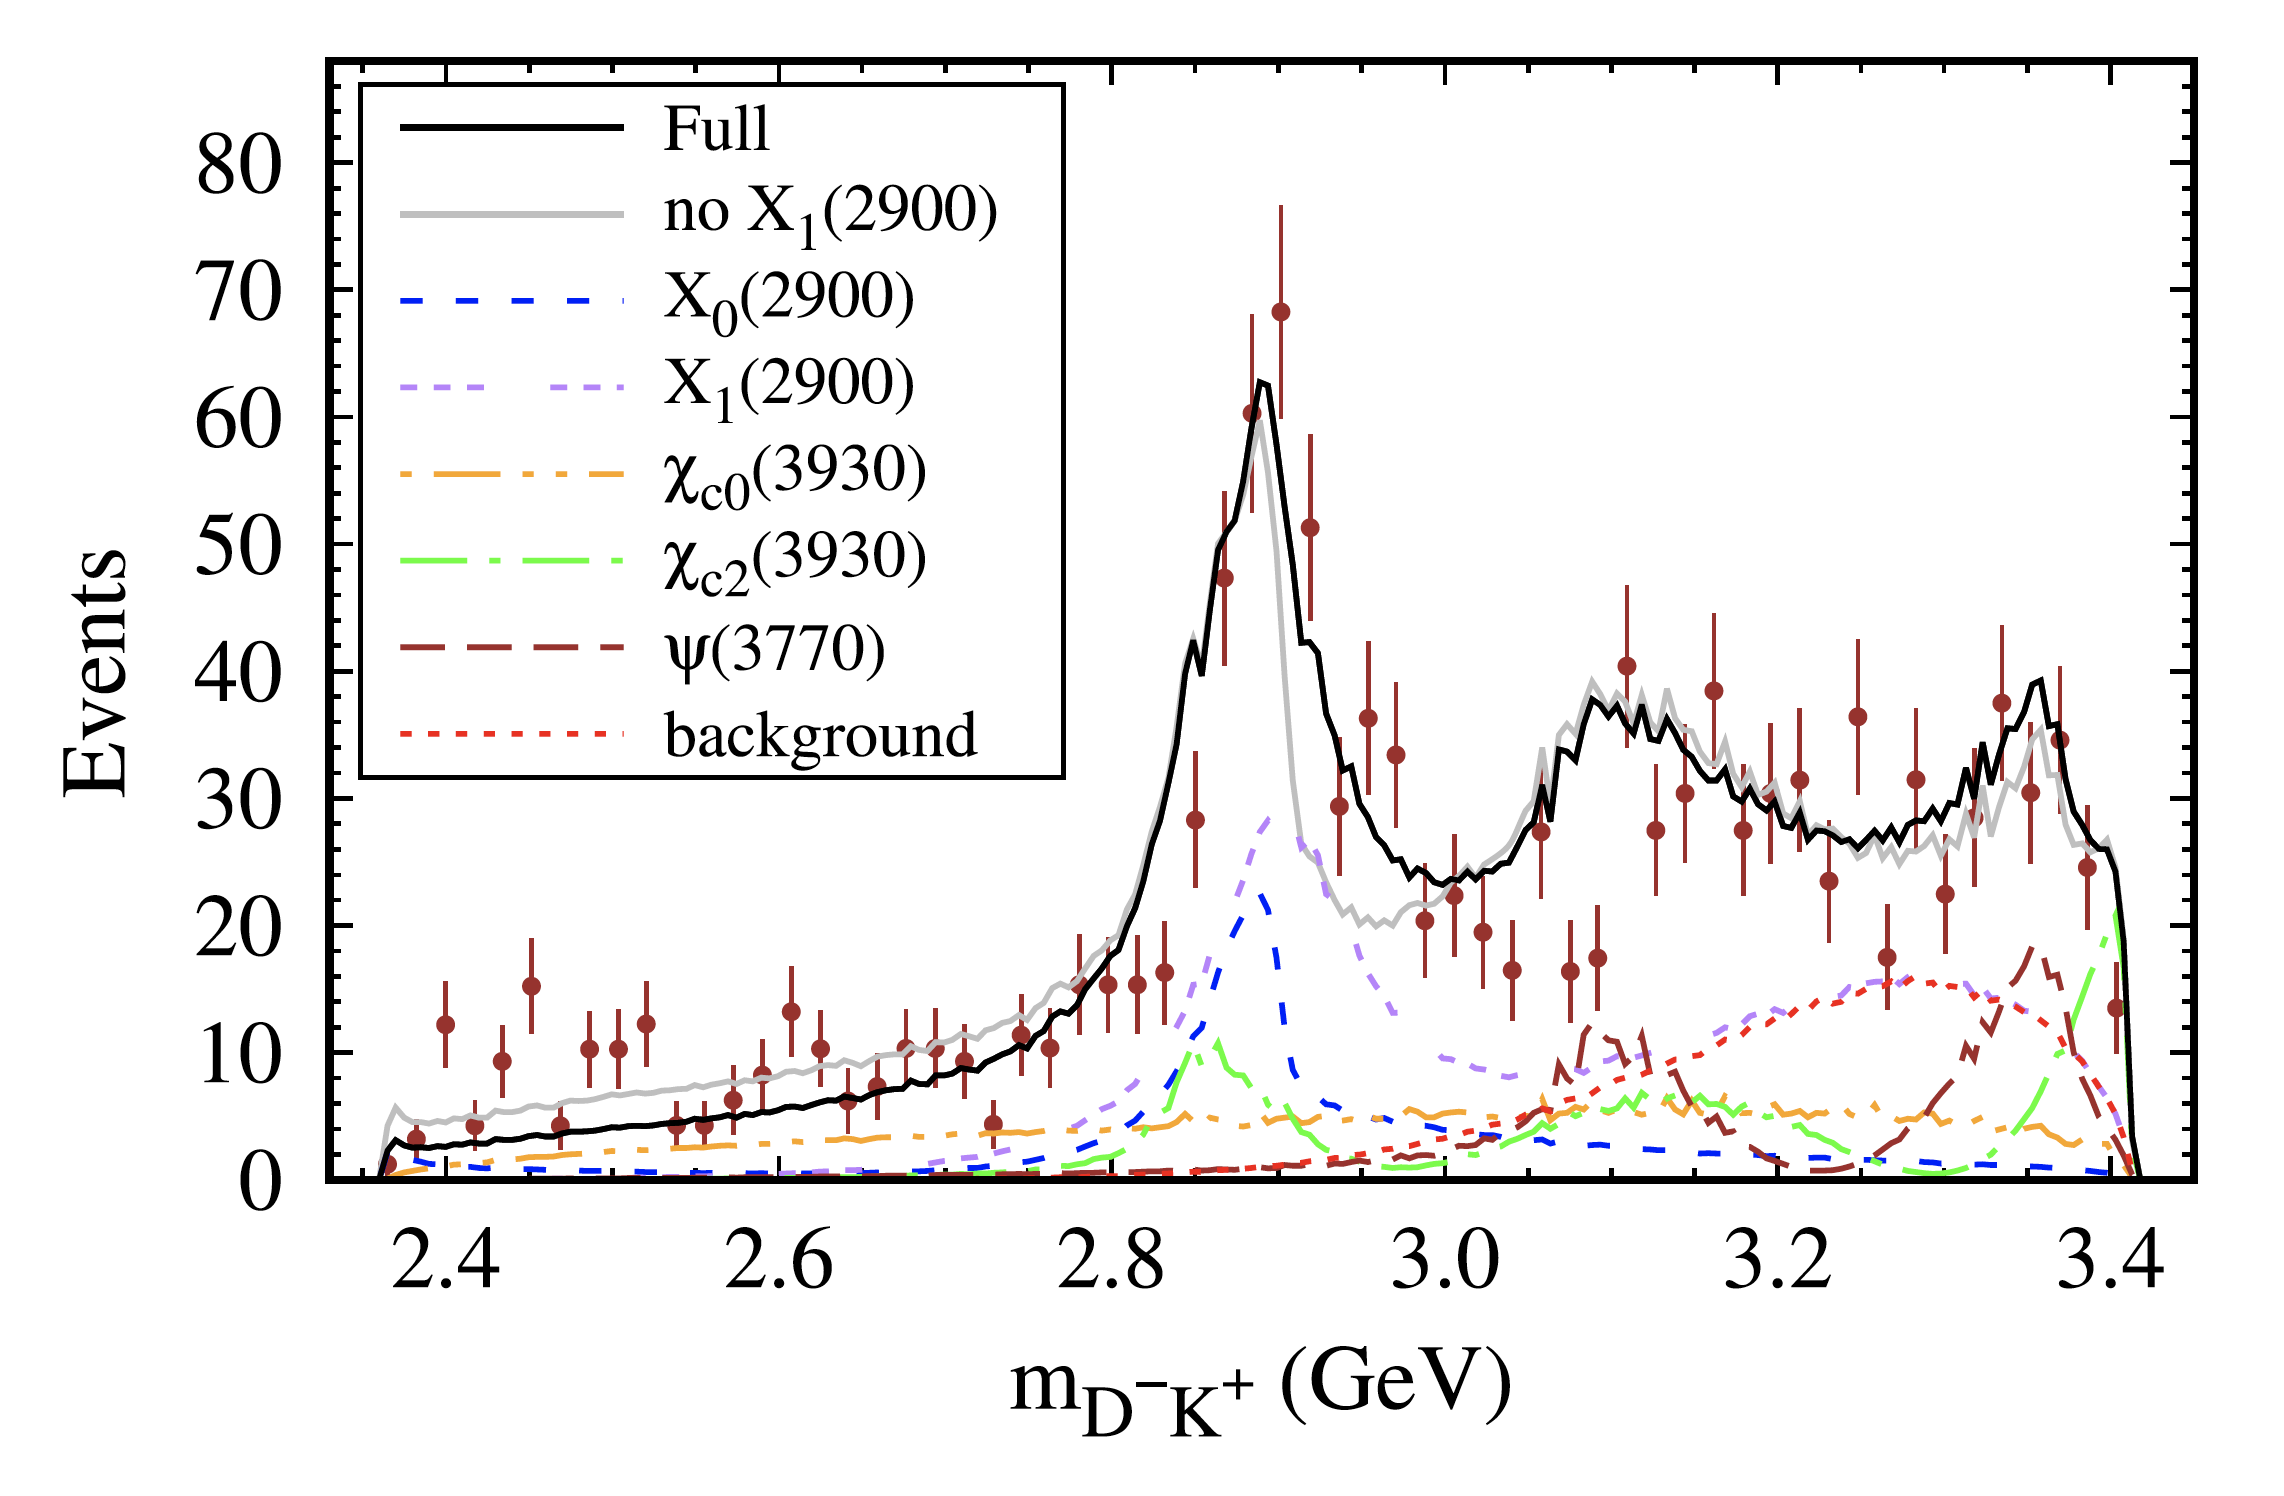 Full
no X₁(2900)
X₀(2900)
X₁(2900)
χc0(3930)
χc2(3930)
ψ(3770)
background
Events
80
70
60
50
40
30
20
10
0
2.4 2.6 2.8 3.0 3.2 3.4
m_D⁻K⁺ (GeV)